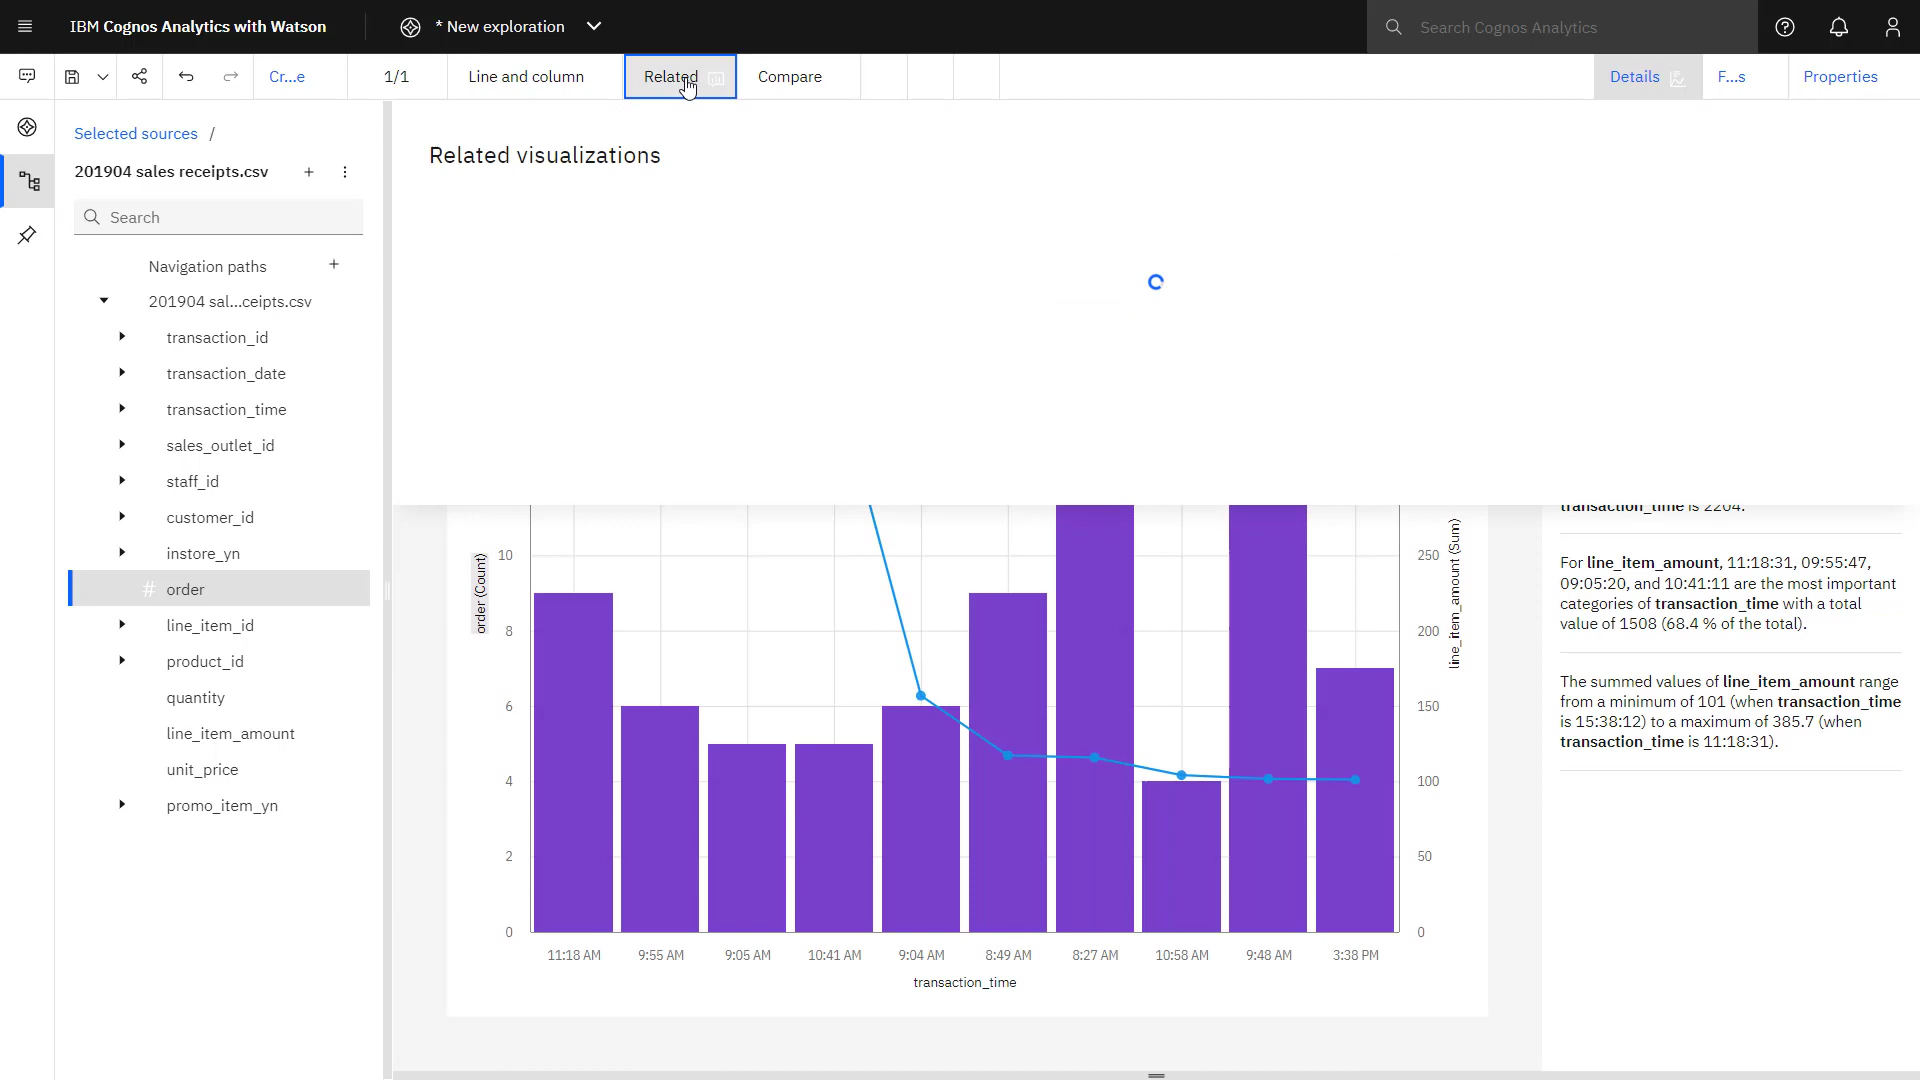 IBM Cognos Analytics with Watson
* New exploration
Search Cognos Analytics
Cr...e
1/1
Line and column
Related
Compare
Details
F...s
Properties
Selected sources /
201904 sales receipts.csv
Search
Navigation paths
201904 sal...ceipts.csv
transaction_id
transaction_date
transaction_time
sales_outlet_id
staff_id
customer_id
instore_yn
# order
line_item_id
product_id
quantity
line_item_amount
unit_price
promo_item_yn
Related visualizations
order (Count)
10
8
6
4
2
0
250
200
150
100
50
0
line_item_amount (Sum)
11:18 AM
9:55 AM
9:05 AM
10:41 AM
9:04 AM
8:49 AM
8:27 AM
10:58 AM
9:48 AM
3:38 PM
transaction_time
transaction_time is 2204.
For line_item_amount, 11:18:31, 09:55:47,
09:05:20, and 10:41:11 are the most important
categories of transaction_time with a total
value of 1508 (68.4 % of the total).
The summed values of line_item_amount range
from a minimum of 101 (when transaction_time
is 15:38:12) to a maximum of 385.7 (when
transaction_time is 11:18:31).